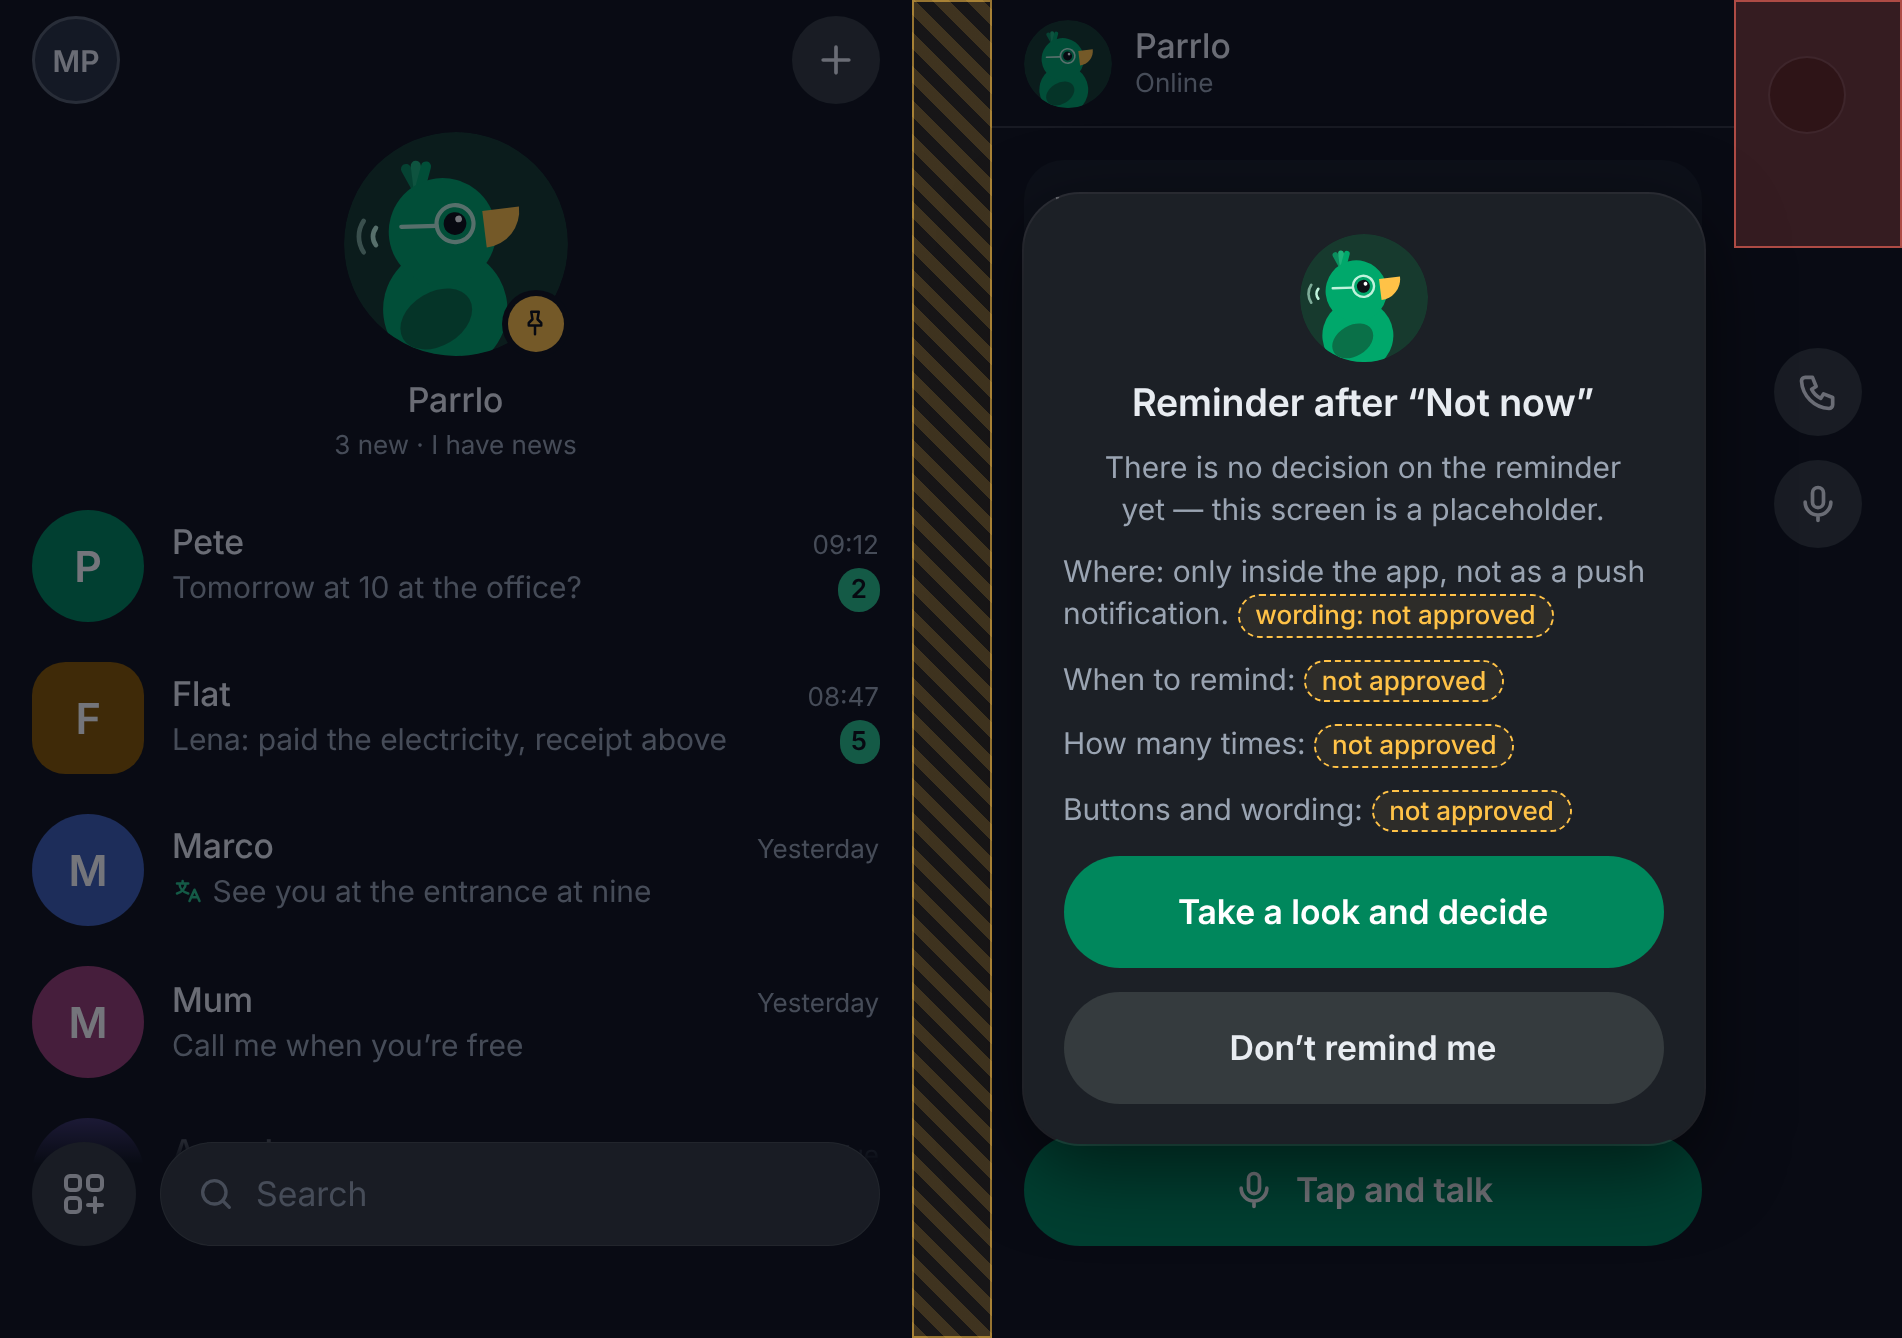 MP
Parrlo
3 new · I have news
P
Pete
09:12
Tomorrow at 10 at the office?
2
F
Flat
08:47
Lena: paid the electricity, receipt above
5
M
Marco
Yesterday
See you at the entrance at nine
M
Mum
Yesterday
Call me when you’re free
Search
Parrlo
Online
Reminder after “Not now”
There is no decision on the reminder
yet — this screen is a placeholder.
Where: only inside the app, not as a push
notification. wording: not approved
When to remind: not approved
How many times: not approved
Buttons and wording: not approved
Take a look and decide
Don’t remind me
Tap and talk